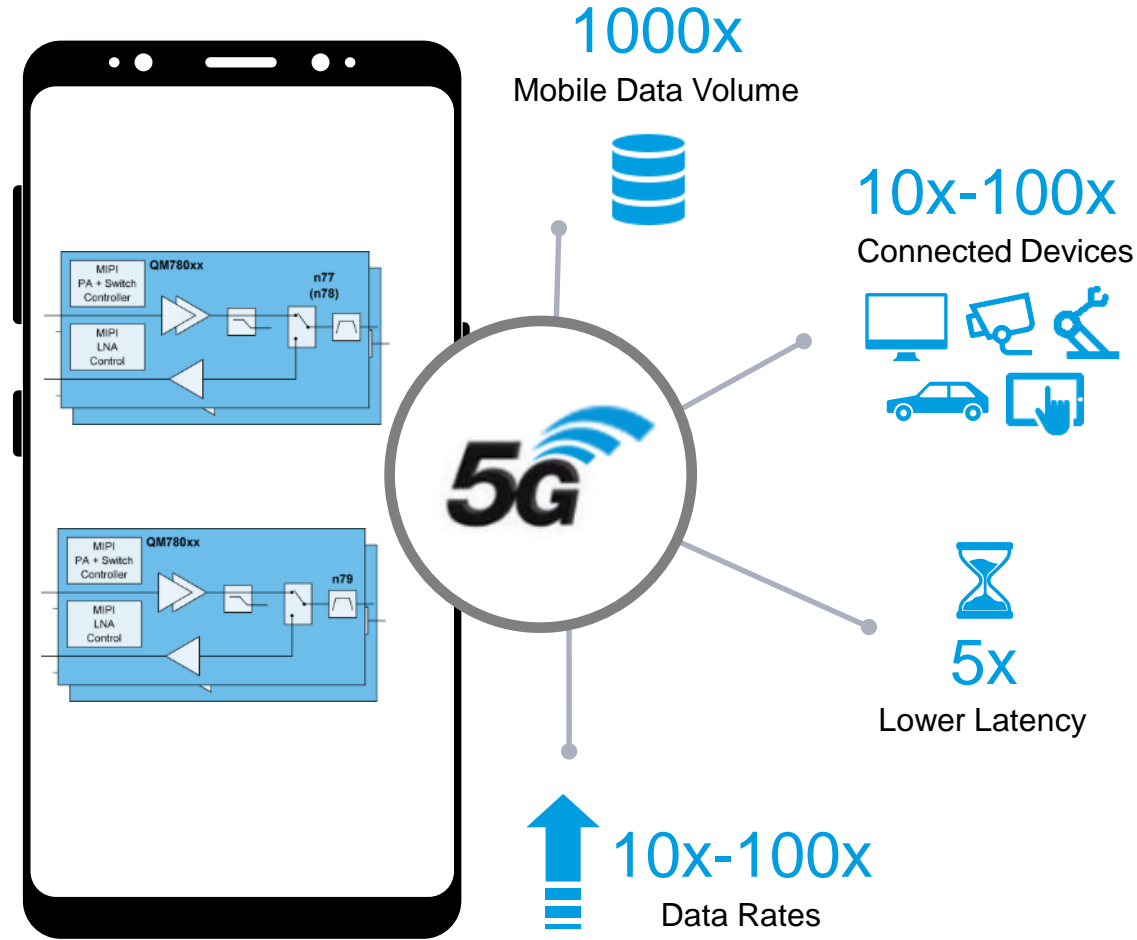 1000x
Mobile Data Volume
10x-100x
Connected Devices
MIPI
PA + Switch
Controller
QM780xx
n77
(n78)
MIPI
LNA
Control
5G
MIPI
PA + Switch
Controller
QM780xx
n79
MIPI
LNA
Control
5x
Lower Latency
10x-100x
Data Rates